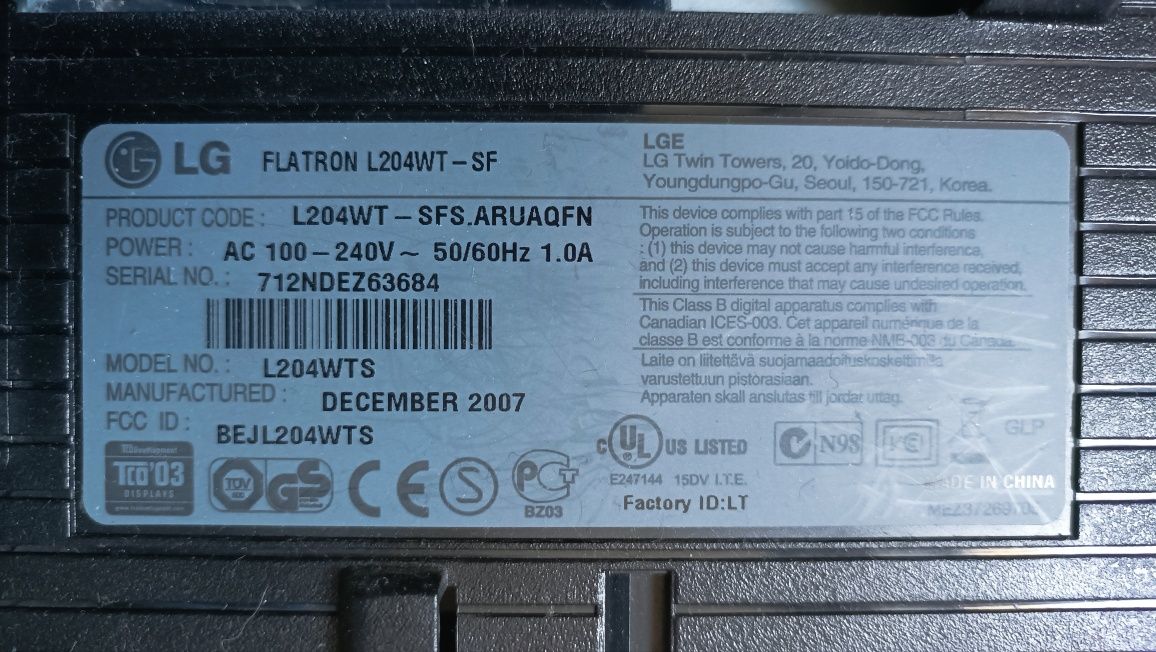 LG FLATRON L204WT-SF
LGE
LG Twin Towers, 20, Yoido-Dong,
Youngdungpo-Gu, Seoul, 150-721, Korea.
PRODUCT CODE : L204WT-SFS.ARUAQFN
POWER : AC 100-240V~ 50/60Hz 1.0A
SERIAL NO. : 712NDEZ63684
MODEL NO. : L204WTS
MANUFACTURED : DECEMBER 2007
FCC ID : BEJL204WTS
This device complies with part 15 of the FCC Rules.
Operation is subject to the following two conditions
: (1) this device may not cause harmful interference,
and (2) this device must accept any interference received,
including interference that may cause undesired operation.
This Class B digital apparatus complies with
Canadian ICES-003. Cet appareil numérique de la
classe B est conforme à la norme NMB-003 du Canada.
Laite on liitettävä suojamaadoituskoskettimilla
varustettuun pistorasiaan.
Apparaten skall anslutas till jordat uttag.
TCO Development
TCO'03
DISPLAYS
TÜV
GS
CE
S
PCT
BZ03
C UL US LISTED
E247144 15DV I.T.E.
Factory ID:LT
N98
GLP
MADE IN CHINA